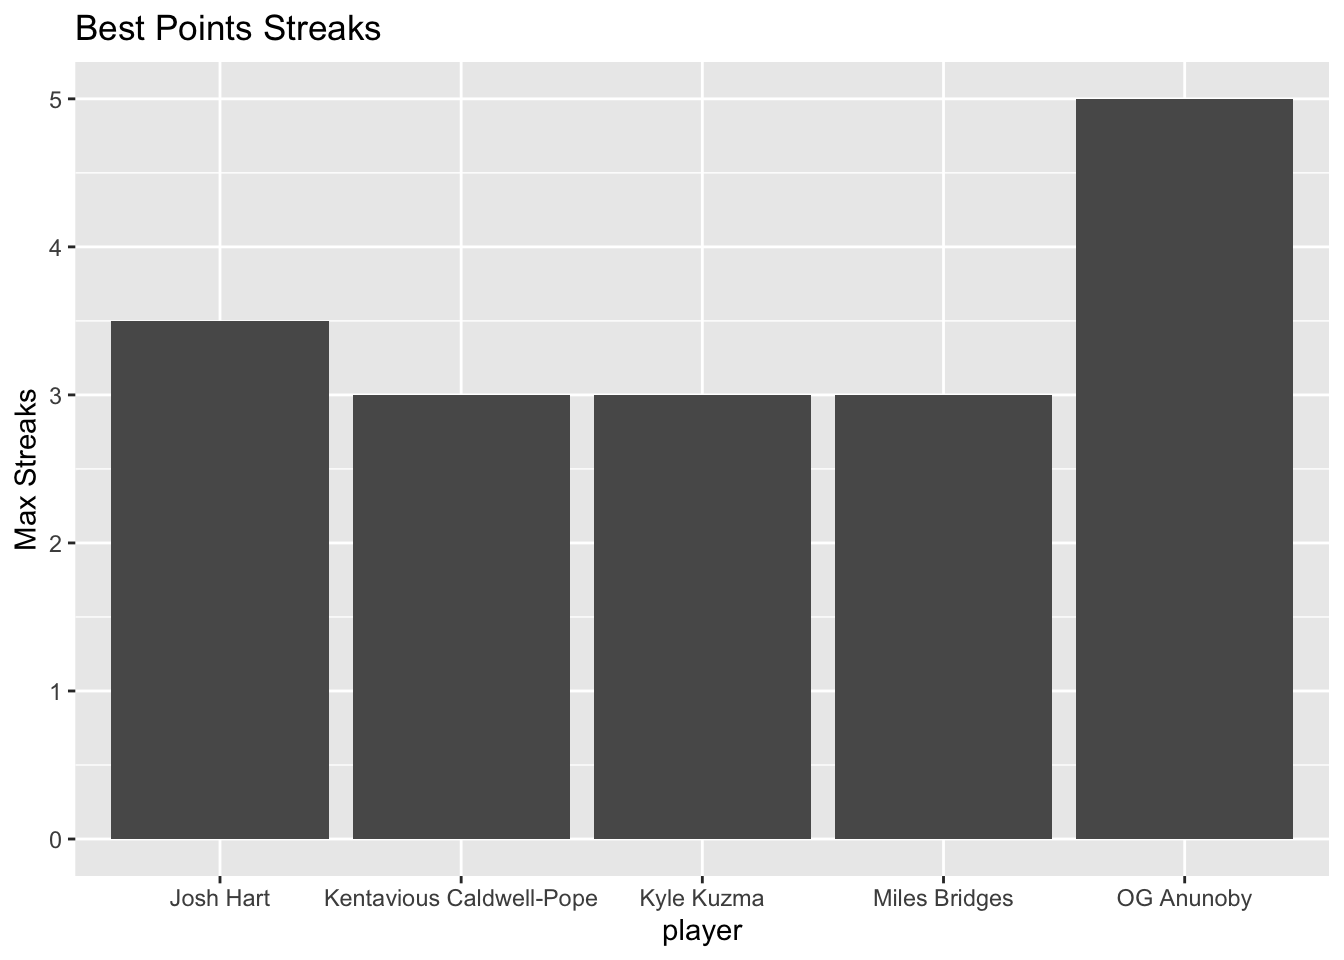 Best Points Streaks
5
4
3
2
1
0
Max Streaks
Josh Hart
Kentavious Caldwell-Pope
Kyle Kuzma
Miles Bridges
OG Anunoby
player